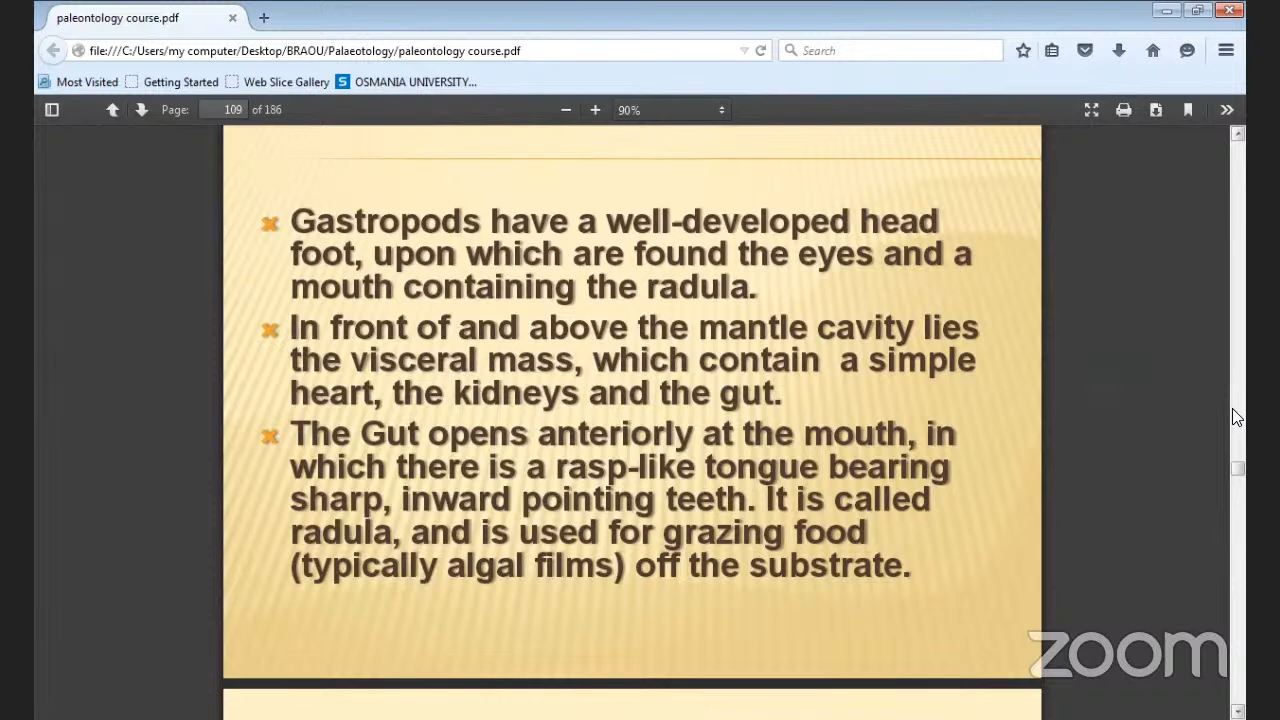 paleontology course.pdf
file:///C:/Users/my computer/Desktop/BRAOU/Palaeotology/paleontology course.pdf
Search
Most Visited
Getting Started
Web Slice Gallery
S OSMANIA UNIVERSITY...
Page:
109
of 186
90%
Gastropods have a well-developed head
foot, upon which are found the eyes and a
mouth containing the radula.
In front of and above the mantle cavity lies
the visceral mass, which contain a simple
heart, the kidneys and the gut.
The Gut opens anteriorly at the mouth, in
which there is a rasp-like tongue bearing
sharp, inward pointing teeth. It is called
radula, and is used for grazing food
(typically algal films) off the substrate.
zoom